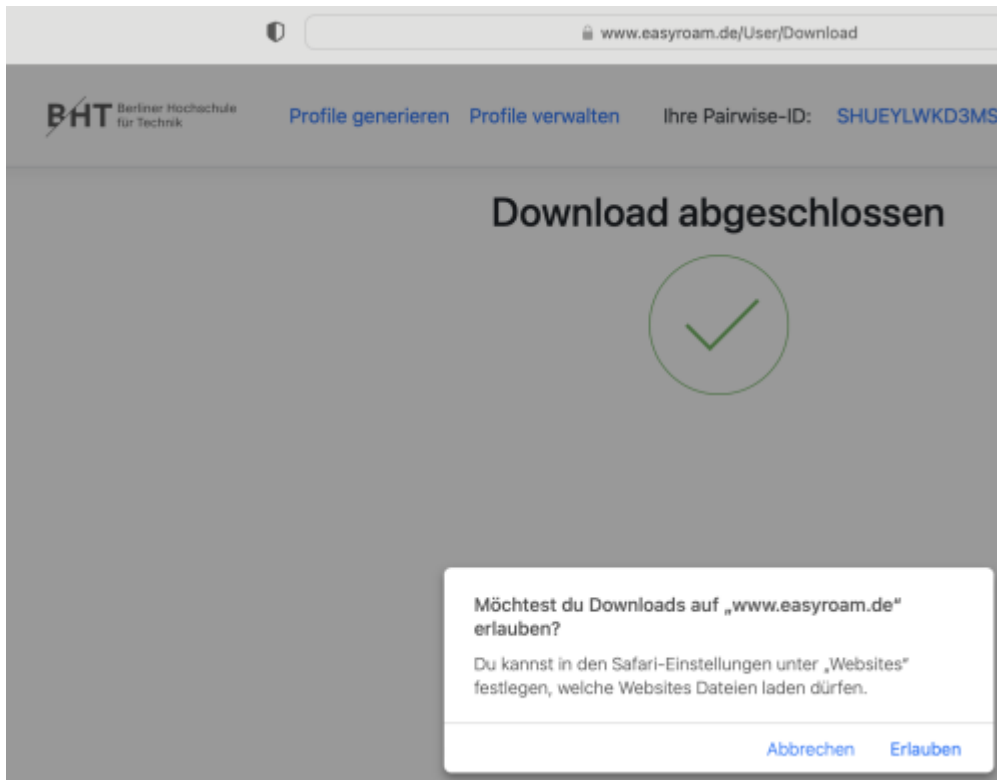 www.easyroam.de/User/Download
BHT Berliner Hochschule
für Technik
Profile generieren Profile verwalten Ihre Pairwise-ID: SHUEYLWKD3MS
Download abgeschlossen
Möchtest du Downloads auf „www.easyroam.de“
erlauben?
Du kannst in den Safari-Einstellungen unter „Websites“
festlegen, welche Websites Dateien laden dürfen.
Abbrechen Erlauben